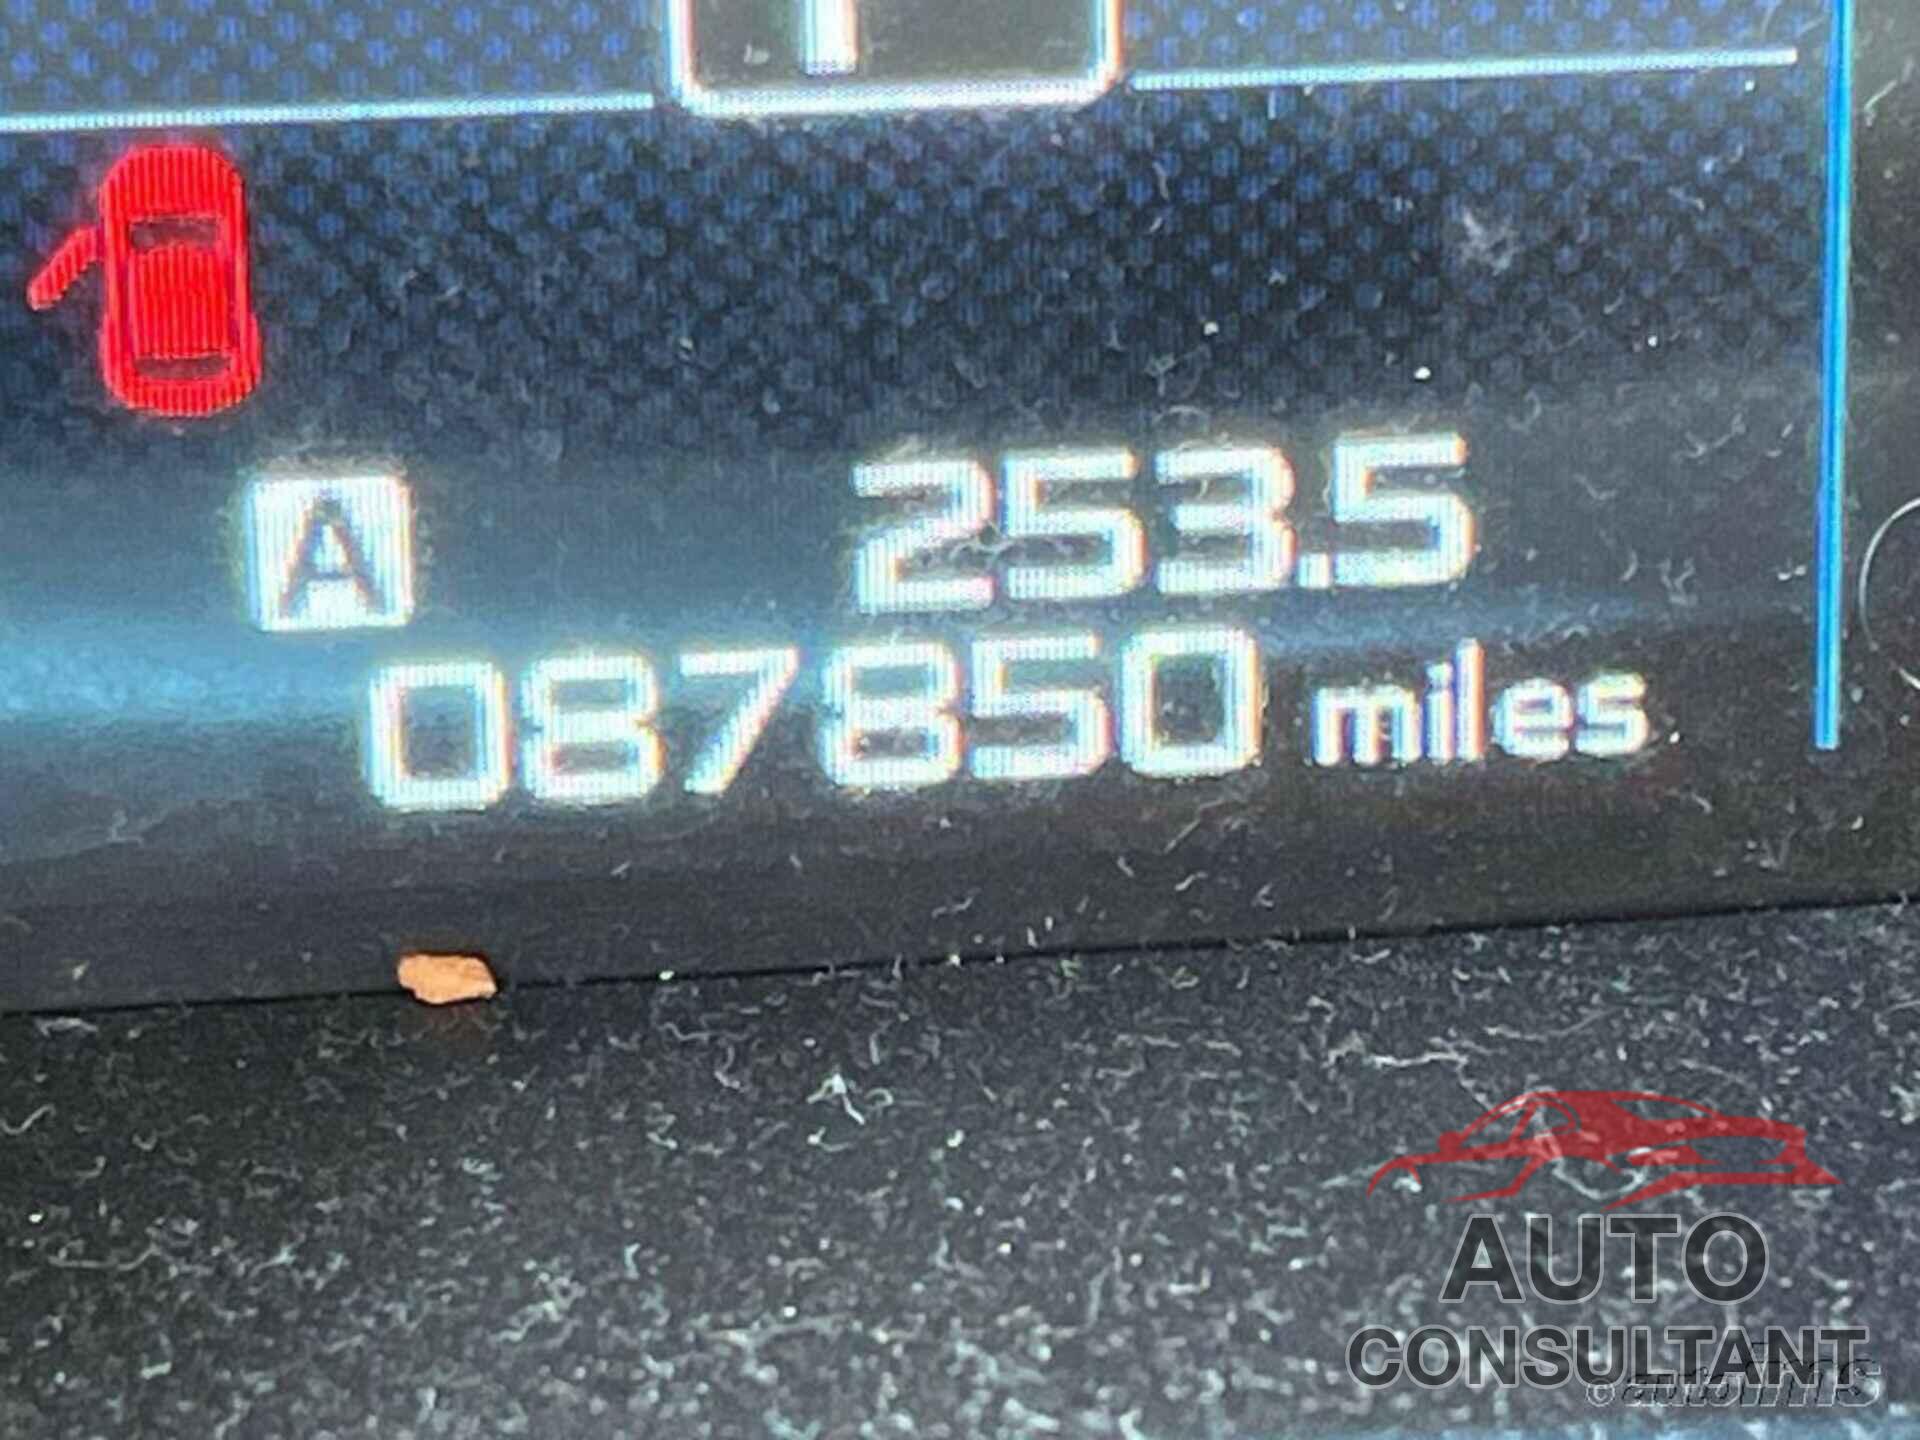 A 253.5
087850 miles
AUTO
CONSULTANT